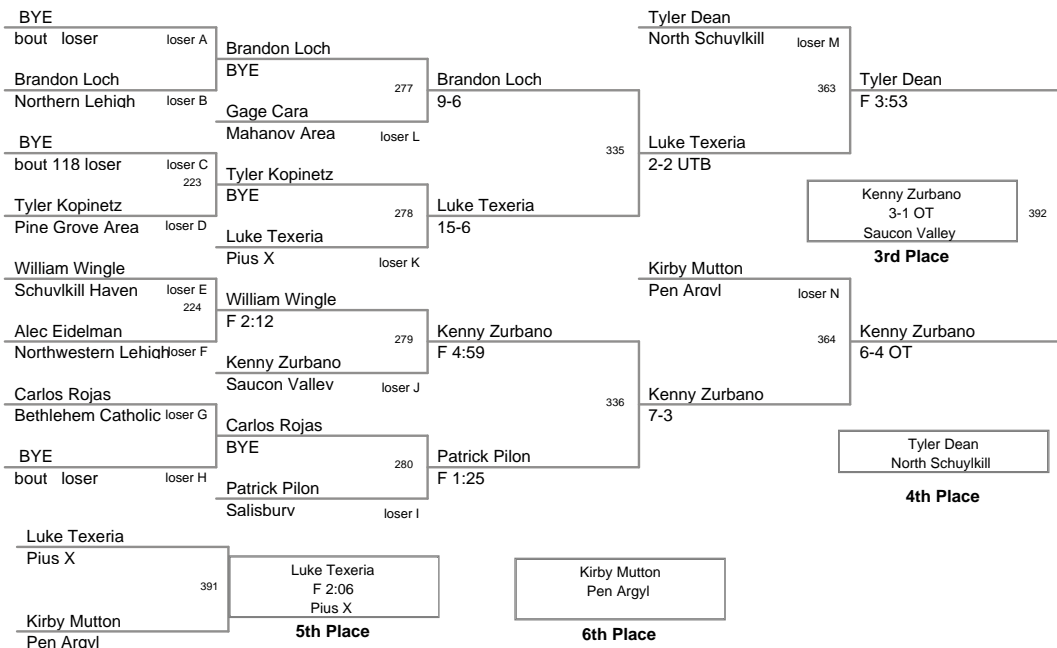 BYE
bout loser loser A
Brandon Loch
Northern Lehigh loser B
BYE
bout 118 loser loser C
223
Tyler Kopinetz
Pine Grove Area loser D
William Wingle
Schuylkill Haven loser E
224
Alec Eidelman
Northwestern Lehigh loser F
Carlos Rojas
Bethlehem Catholic loser G
BYE
bout loser loser H
Brandon Loch
BYE
277
Gage Cara
Mahanoy Area loser L
Tyler Kopinetz
BYE
278
Luke Texeria
Pius X loser K
William Wingle
F 2:12
279
Kenny Zurbano
Saucon Valley loser J
Carlos Rojas
BYE
280
Patrick Pilon
Salisbury loser I
Brandon Loch
9-6
335
Luke Texeria
15-6
Kenny Zurbano
F 4:59
336
Patrick Pilon
F 1:25
Tyler Dean
North Schuylkill loser M
363
Luke Texeria
2-2 UTB
Kirby Mutton
Pen Argyl loser N
364
Kenny Zurbano
7-3
Tyler Dean
F 3:53
Kenny Zurbano
3-1 OT
Saucon Valley
392
3rd Place
Kenny Zurbano
6-4 OT
Tyler Dean
North Schuylkill
4th Place
Luke Texeria
Pius X
391
Kirby Mutton
Pen Argyl
Luke Texeria
F 2:06
Pius X
5th Place
Kirby Mutton
Pen Argyl
6th Place